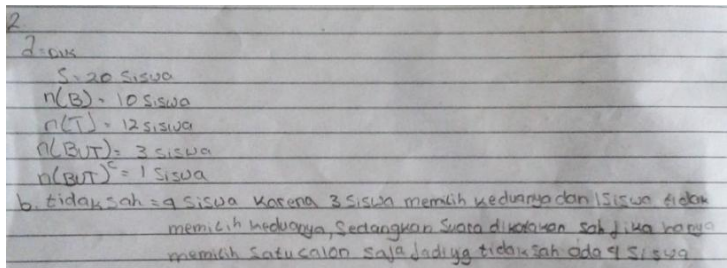 2.
a. Dik
S = 20 siswa
n(B) = 10 siswa
n(T) = 12 siswa
n(BUT) = 3 siswa
n(BUT)ᶜ = 1 siswa
b. tidak sah = 4 siswa karena 3 siswa memilih keduanya dan 1 siswa tidak
memilih keduanya, Sedangkan Suara dikatakan sah jika hanya
memilih satu calon saja Jadi yg tidak sah ada 4 siswa